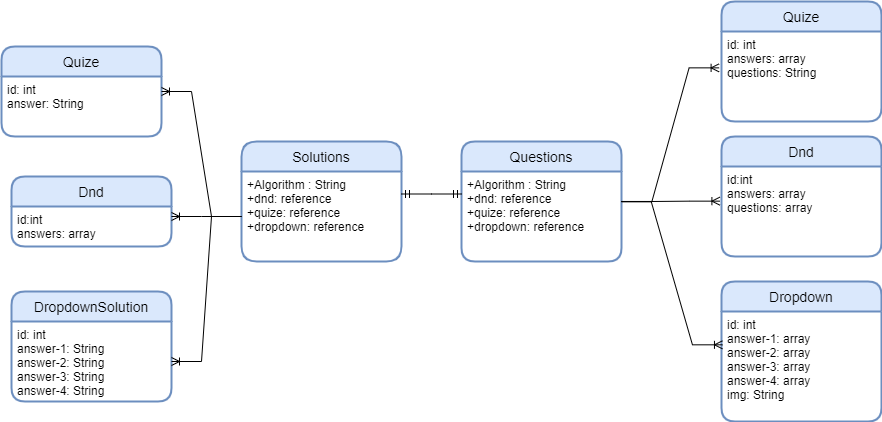 Quize
id: int
answer: String
Dnd
id:int
answers: array
DropdownSolution
id: int
answer-1: String
answer-2: String
answer-3: String
answer-4: String
Solutions
+Algorithm : String
+dnd: reference
+quize: reference
+dropdown: reference
Questions
+Algorithm : String
+dnd: reference
+quize: reference
+dropdown: reference
Quize
id: int
answers: array
questions: String
Dnd
id:int
answers: array
questions: array
Dropdown
id: int
answer-1: array
answer-2: array
answer-3: array
answer-4: array
img: String